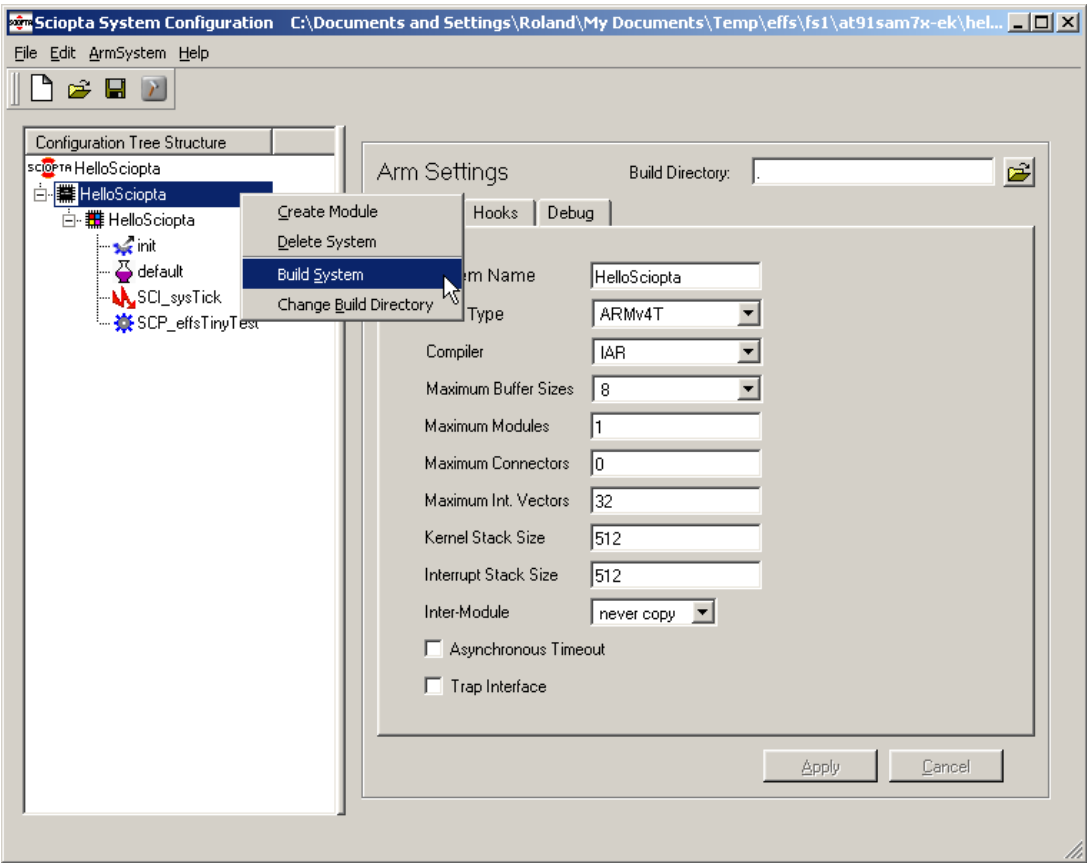 SCIOPTA Sciopta System Configuration C:\Documents and Settings\Roland\My Documents\Temp\effs\fs1\at91sam7x-ek\hel...
File Edit ArmSystem Help
Configuration Tree Structure
SCIOPTA HelloSciopta
HelloSciopta
HelloSciopta
init
default
SCI_sysTick
SCP_effsTinyTest
Create Module
Delete System
Build System
Change Build Directory
Arm Settings
Build Directory: .
Hooks Debug
em Name HelloSciopta
Type ARMv4T
Compiler IAR
Maximum Buffer Sizes 8
Maximum Modules 1
Maximum Connectors 0
Maximum Int. Vectors 32
Kernel Stack Size 512
Interrupt Stack Size 512
Inter-Module never copy
Asynchronous Timeout
Trap Interface
Apply Cancel